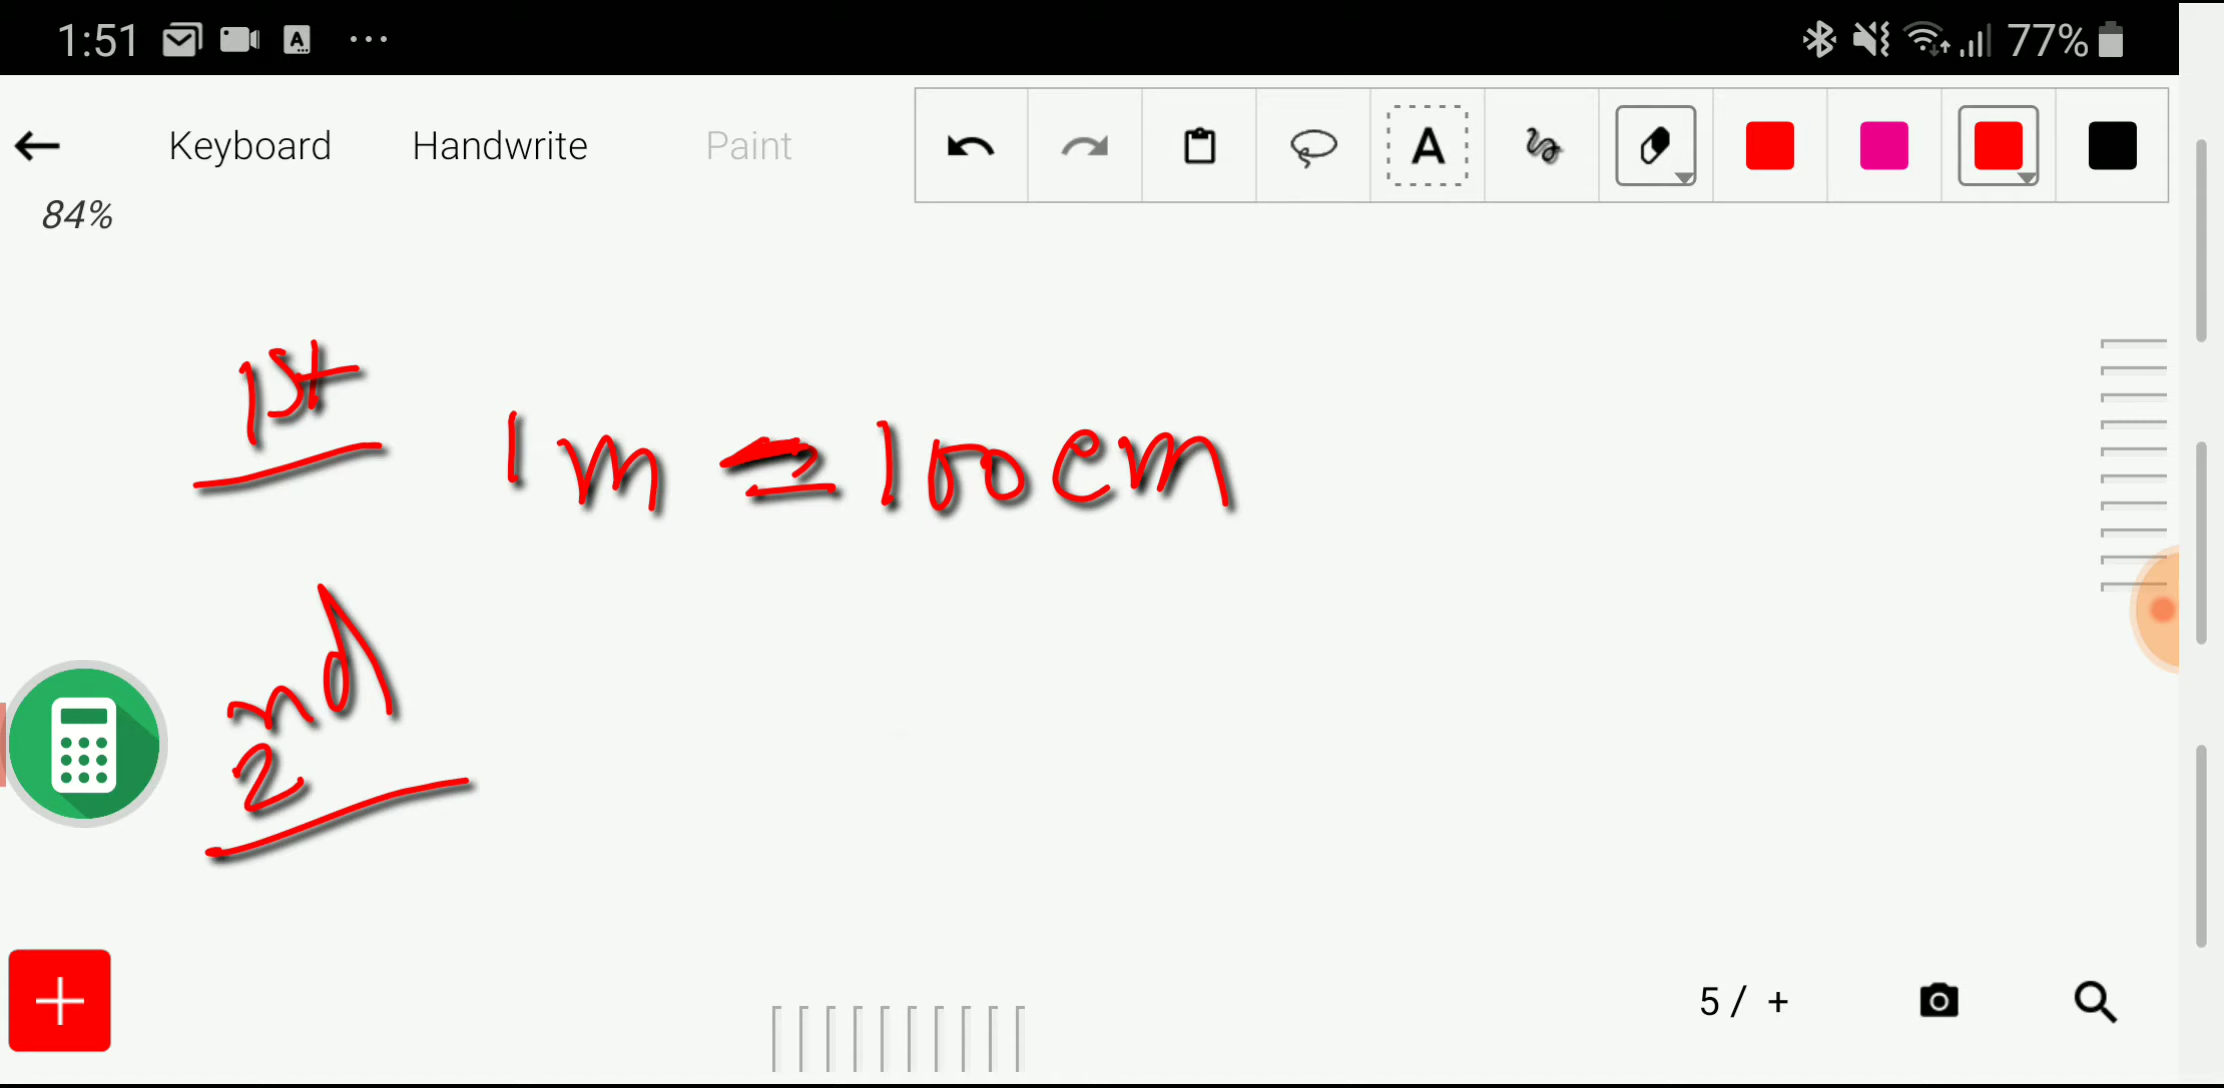 1:51 A ... 77%
Keyboard Handwrite Paint A
84%
1st
1m = 100cm
2nd
5 / +